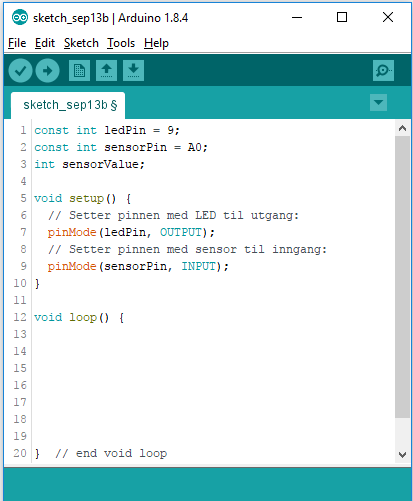 sketch_sep13b | Arduino 1.8.4
File Edit Sketch Tools Help
sketch_sep13b §
1 const int ledPin = 9;
2 const int sensorPin = A0;
3 int sensorValue;
4
5 void setup() {
6   // Setter pinnen med LED til utgang:
7   pinMode(ledPin, OUTPUT);
8   // Setter pinnen med sensor til inngang:
9   pinMode(sensorPin, INPUT);
10 }
11
12 void loop() {
13
14
15
16
17
18
19
20 }  // end void loop